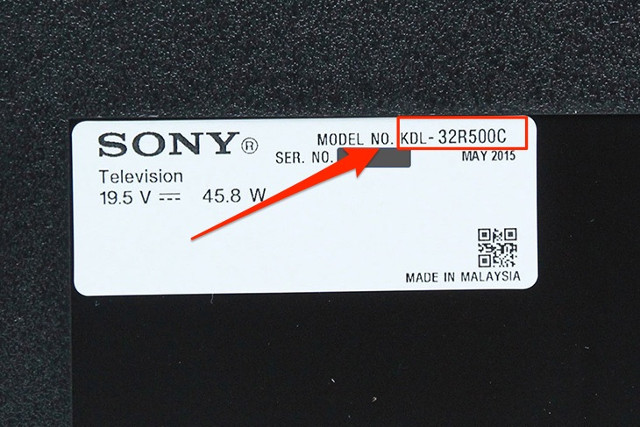 SONY®
MODEL NO. KDL-32R500C
SER. NO.
MAY 2015
Television
19.5 V ⎓ 45.8 W
MADE IN MALAYSIA